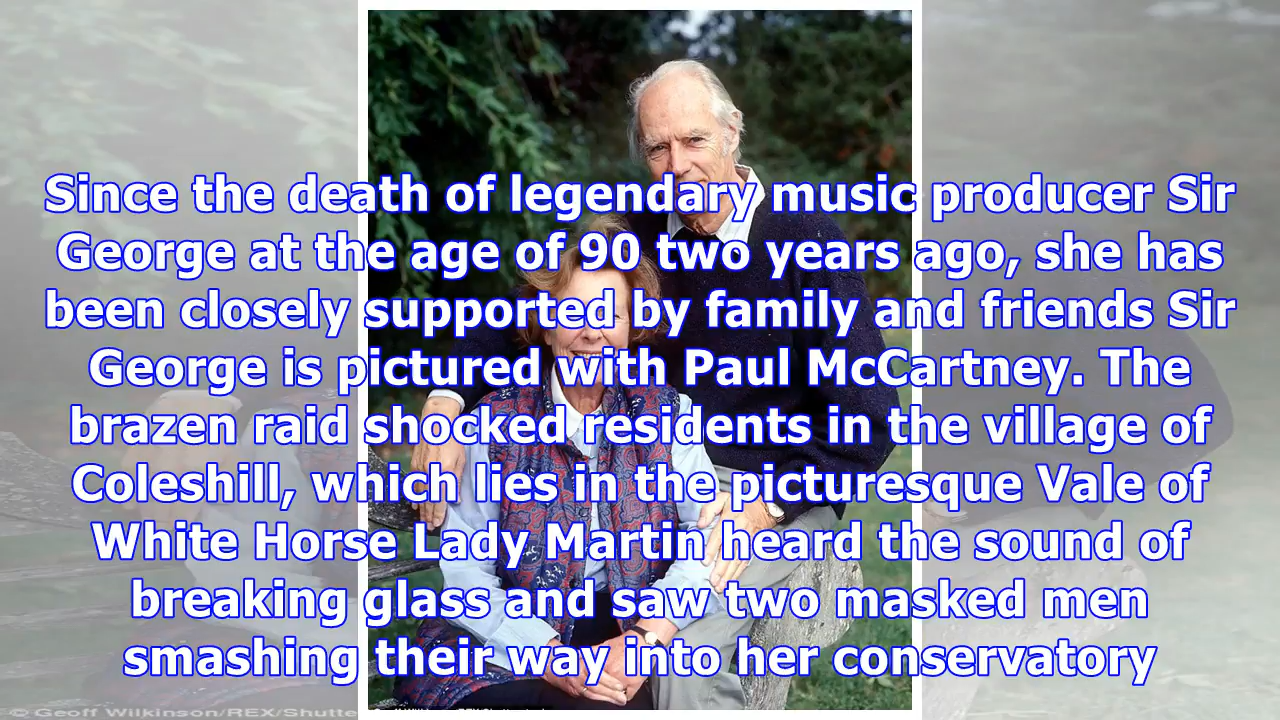 Since the death of legendary music producer Sir
George at the age of 90 two years ago, she has
been closely supported by family and friends Sir
George is pictured with Paul McCartney. The
brazen raid shocked residents in the village of
Coleshill, which lies in the picturesque Vale of
White Horse Lady Martin heard the sound of
breaking glass and saw two masked men
smashing their way into her conservatory
© Geoff Wilkinson/REX/Shutte